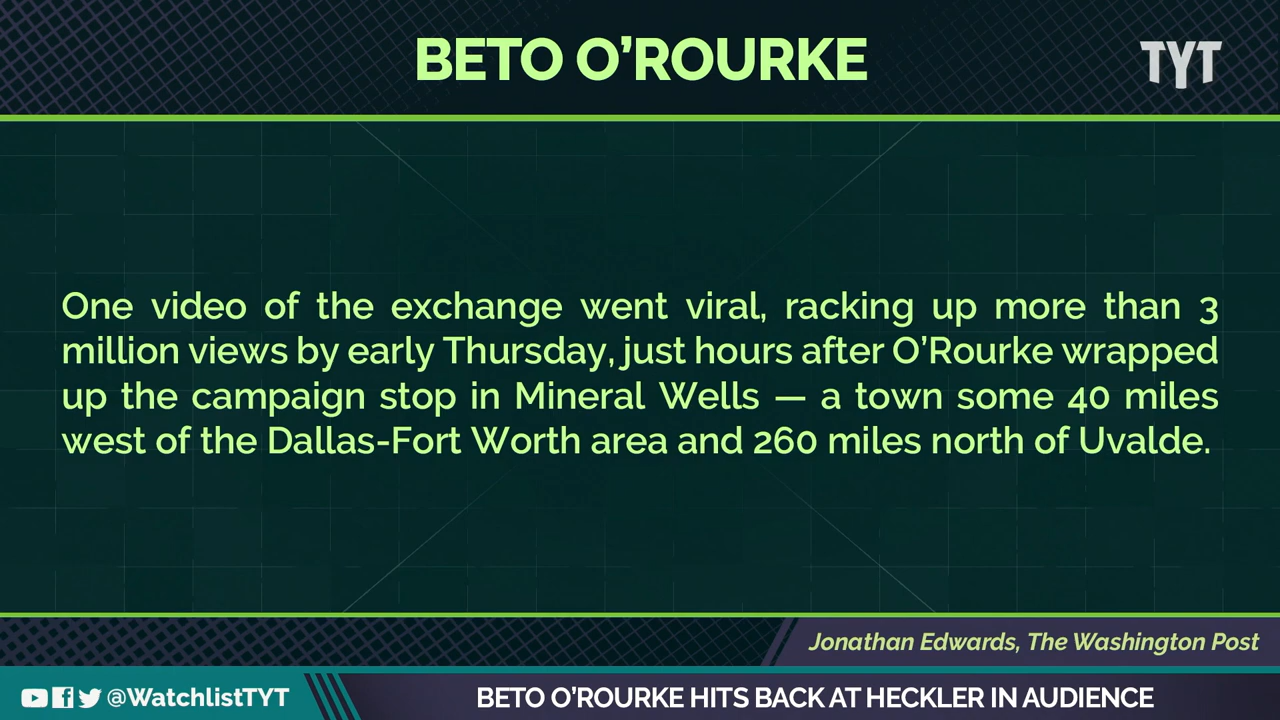 BETO O’ROURKE
TYT
One video of the exchange went viral, racking up more than 3
million views by early Thursday, just hours after O’Rourke wrapped
up the campaign stop in Mineral Wells — a town some 40 miles
west of the Dallas-Fort Worth area and 260 miles north of Uvalde.
Jonathan Edwards, The Washington Post
@WatchlistTYT
BETO O’ROURKE HITS BACK AT HECKLER IN AUDIENCE